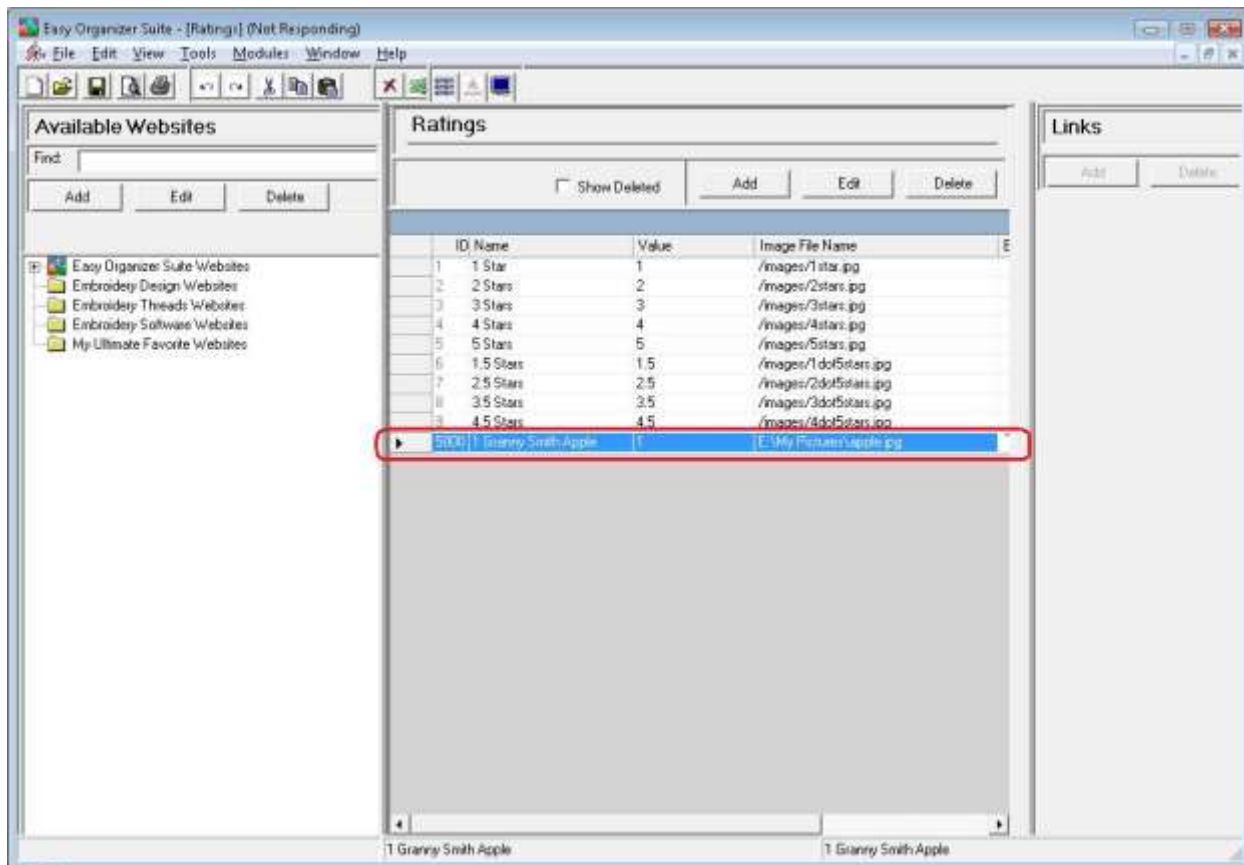 Easy Organizer Suite - [Ratings] (Not Responding)
File Edit View Tools Modules Window Help
Available Websites
Find:
Add Edit Delete
Easy Organizer Suite Websites
Embroidery Design Websites
Embroidery Threads Websites
Embroidery Software Websites
My Ultimate Favorite Websites
Ratings
Show Deleted Add Edit Delete
ID Name Value Image File Name E
1 1 Star 1 /images/1star.jpg
2 2 Stars 2 /images/2stars.jpg
3 3 Stars 3 /images/3stars.jpg
4 4 Stars 4 /images/4stars.jpg
5 5 Stars 5 /images/5stars.jpg
6 1.5 Stars 1.5 /images/1dot5stars.jpg
7 2.5 Stars 2.5 /images/2dot5stars.jpg
8 3.5 Stars 3.5 /images/3dot5stars.jpg
9 4.5 Stars 4.5 /images/4dot5stars.jpg
5000 1 Granny Smith Apple 1 E:\My Pictures\apple.jpg
Links
Add Delete
1 Granny Smith Apple 1 Granny Smith Apple